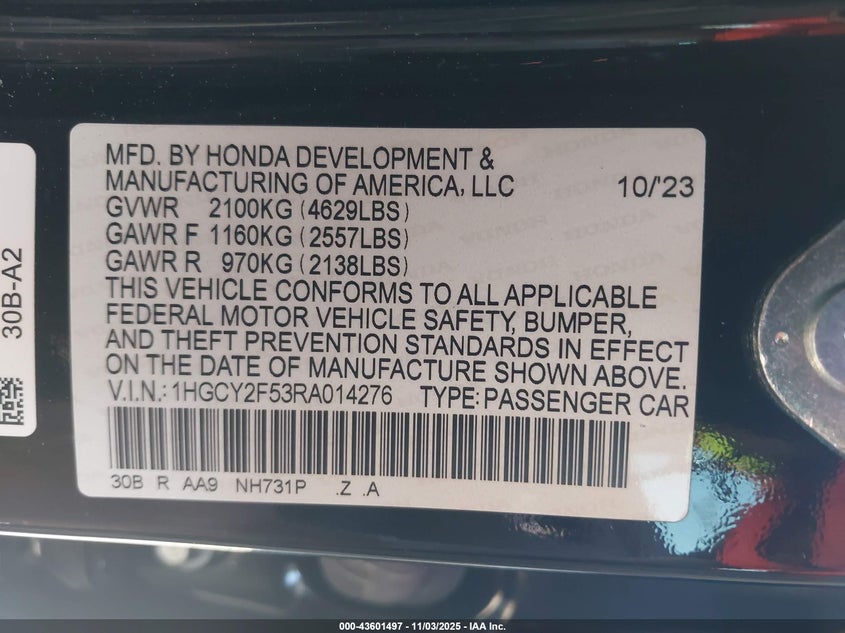 MFD. BY HONDA DEVELOPMENT &
MANUFACTURING OF AMERICA, LLC 10/'23
GVWR 2100KG (4629LBS)
GAWR F 1160KG (2557LBS)
GAWR R 970KG (2138LBS)
THIS VEHICLE CONFORMS TO ALL APPLICABLE
FEDERAL MOTOR VEHICLE SAFETY, BUMPER,
AND THEFT PREVENTION STANDARDS IN EFFECT
ON THE DATE OF MANUFACTURE SHOWN ABOVE.
V.I.N.: 1HGCY2F53RA014276 TYPE: PASSENGER CAR
30B R AA9 NH731P .Z .A
30B-A2
000-43601497 - 11/03/2025 - IAA Inc.